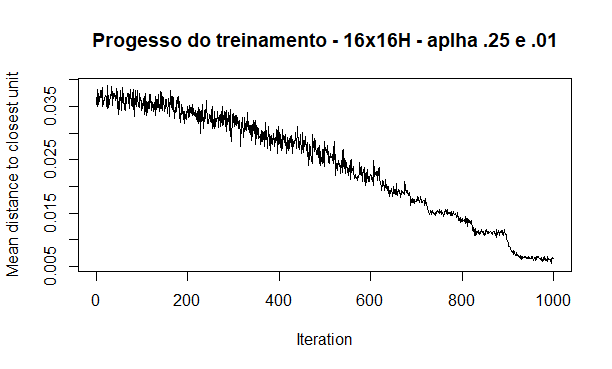 Progesso do treinamento - 16x16H - aplha .25 e .01
Mean distance to closest unit
0.035
0.025
0.015
0.005
0 200 400 600 800 1000
Iteration